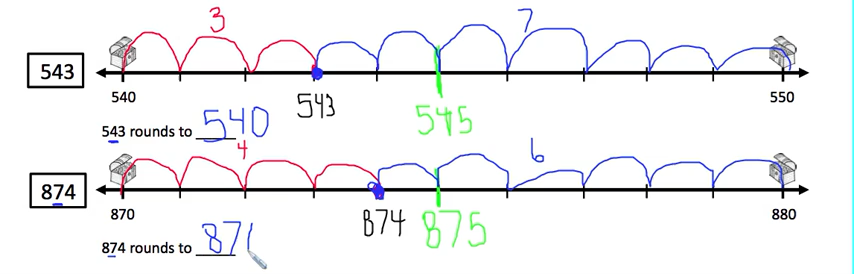 3 7
543
540 543 545 550
543 rounds to 540
4 6
874
870 874 875 880
874 rounds to 87